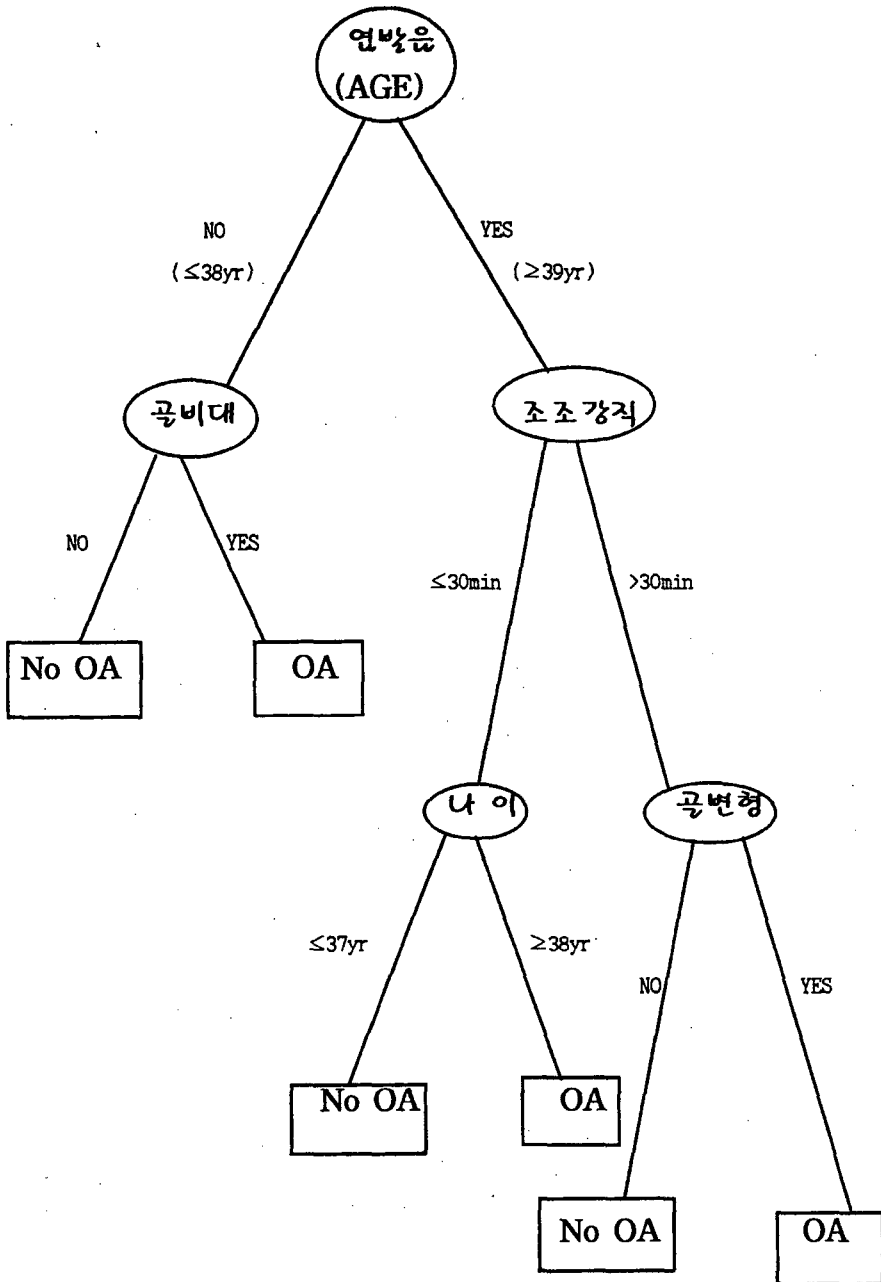 연발음
(AGE)
NO
(≤38yr)
YES
(≥39yr)
골비대
조조강직
NO
YES
≤30min
>30min
No OA
OA
나이
골변형
≤37yr
≥38yr
NO
YES
No OA
OA
No OA
OA